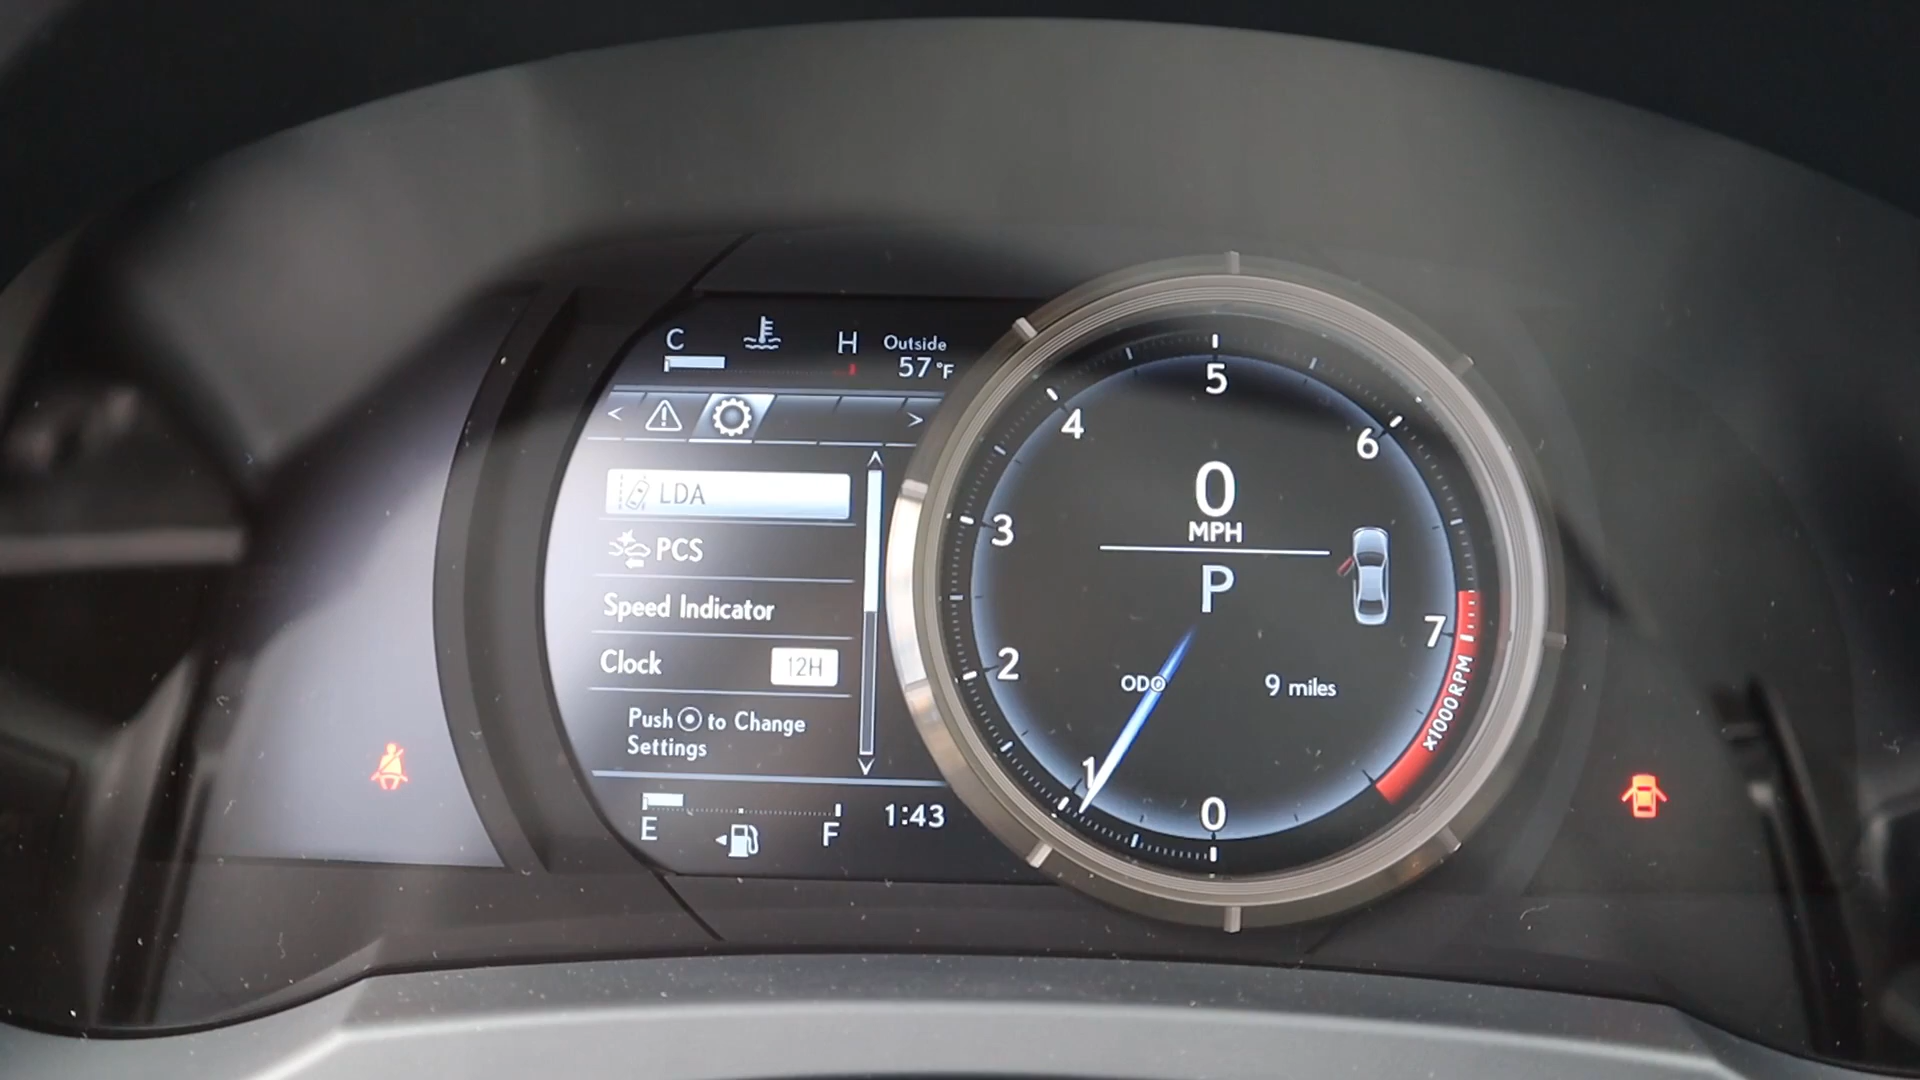 C H
Outside
57 °F
< >
LDA
PCS
Speed Indicator
Clock 12H
Push to Change
Settings
E F
1:43
5
4
6
3
2
7
1
0
x1000RPM
0
MPH
P
ODO 9 miles